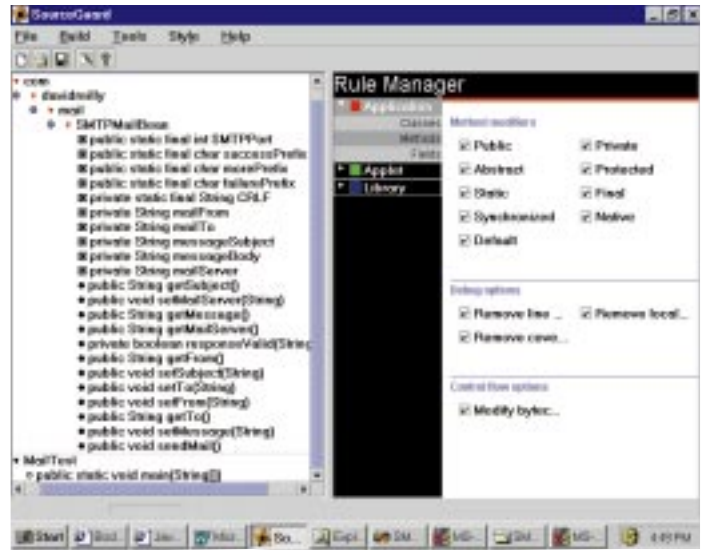 SourceGuard
File Build Tools Style Help
com
davidreilly
mail
SMTPMailBean
public static final int SMTPPort
public static final char successPrefix
public static final char morePrefix
public static final char failurePrefix
private static final String CRLF
private String mailFrom
private String mailTo
private String messageSubject
private String messageBody
private String mailServer
public String getSubject()
public void setMailServer(String)
public String getMessage()
public String getMailServer()
private boolean responseValid(String
public String getFrom()
public void setSubject(String)
public void setTo(String)
public void setFrom(String)
public String getTo()
public void setMessage(String)
public void sendMail()
MailTest
public static void main(String[])
Rule Manager
Application
Classes
Methods
Fields
Applet
Library
Method modifiers
Public Private
Abstract Protected
Static Final
Synchronized Native
Default
Debug options
Remove line ... Remove local...
Remove cove...
Control flow options
Modify bytec...
Start So... Expl... SM... MS-... MS-... 4:49 PM